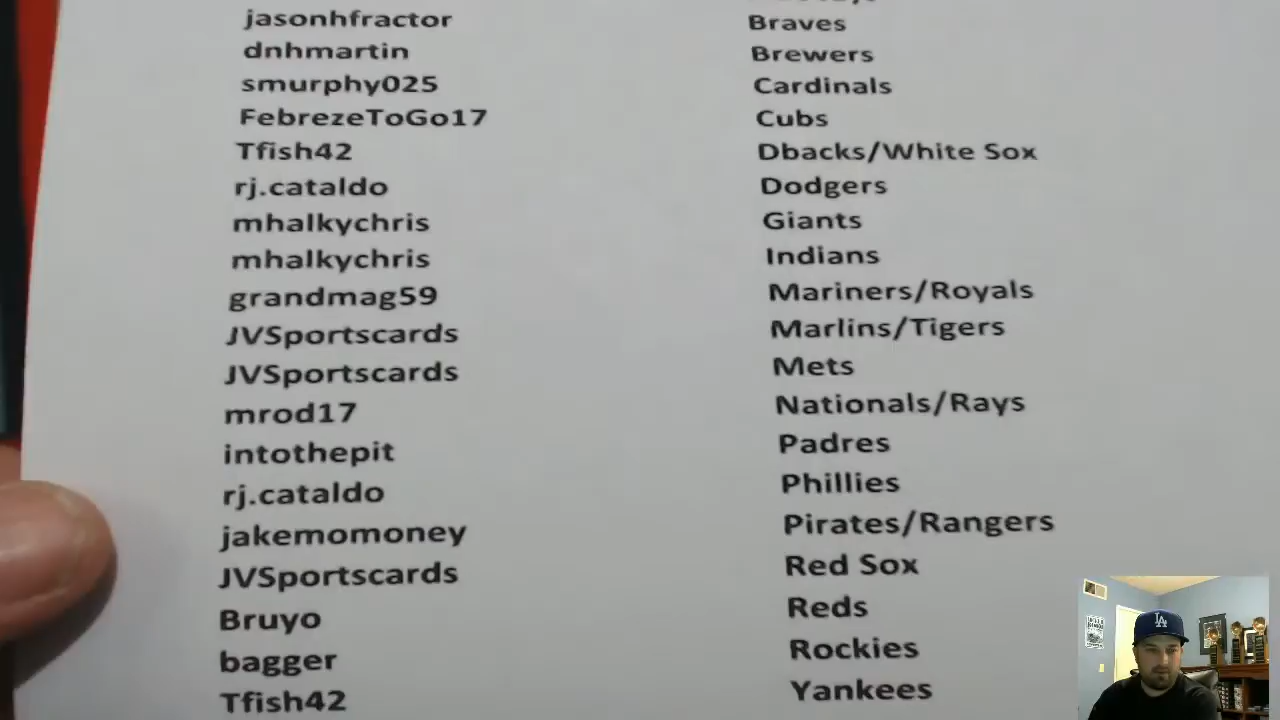 jasonhfractor Braves
dnhmartin Brewers
smurphy025 Cardinals
FebrezeToGo17 Cubs
Tfish42 Dbacks/White Sox
rj.cataldo Dodgers
mhalkychris Giants
mhalkychris Indians
grandmag59 Mariners/Royals
JVSportscards Marlins/Tigers
JVSportscards Mets
mrod17 Nationals/Rays
intothepit Padres
rj.cataldo Phillies
jakemomoney Pirates/Rangers
JVSportscards Red Sox
Bruyo Reds
bagger Rockies
Tfish42 Yankees
LA